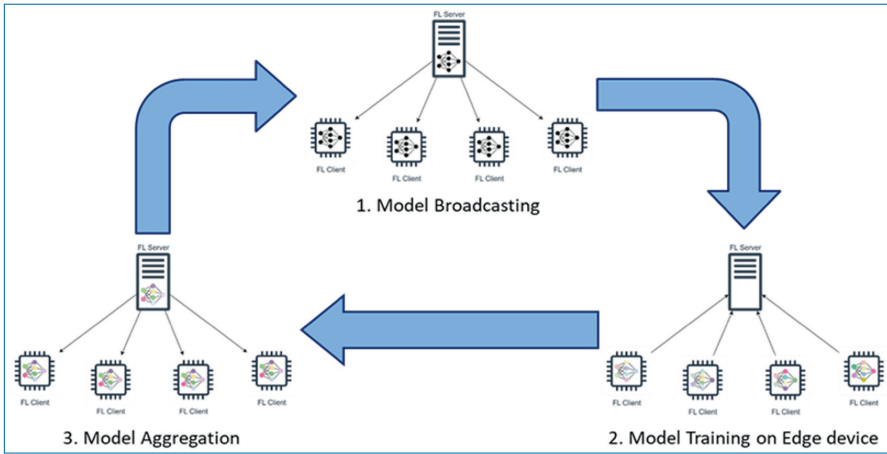 FL Server
FL Client
FL Client
FL Client
FL Client
1. Model Broadcasting
FL Server
FL Client
FL Client
FL Client
FL Client
2. Model Training on Edge device
FL Server
FL Client
FL Client
FL Client
FL Client
3. Model Aggregation